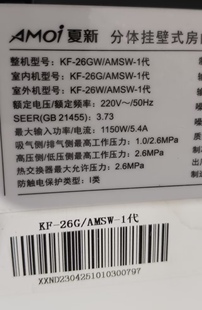 AMOI夏新 分体挂壁式房
整机型号: KF-26GW/AMSW-1代
室内机型号: KF-26G/AMSW-1代
室外机型号: KF-26W/AMSW-1代
额定电压/额定频率: 220V～/50Hz
SEER(GB 21455): 3.73
最大输入功率/电流: 1150W/5.4A
吸气侧/排气侧最高工作压力: 1.0/2.6MPa
高压侧/低压侧最高工作压力: 2.6MPa
热交换器最大允许压力: 2.6MPa
防触电保护类型: I类
KF-26G/AMSW-1代
XXND2304251010300797